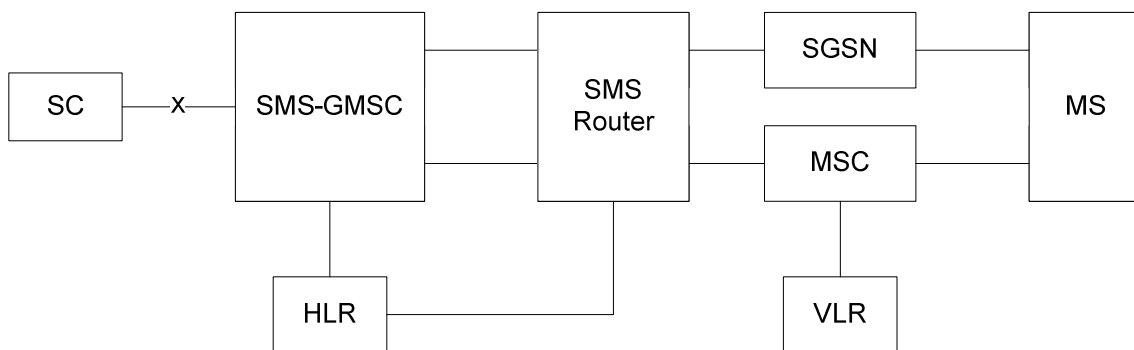 SC
X
SMS-GMSC
SMS
Router
SGSN
MSC
MS
HLR
VLR